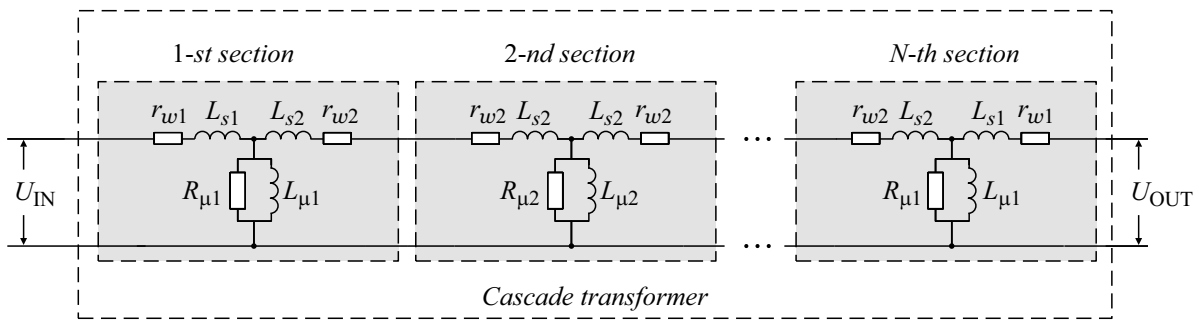 1-st section 2-nd section N-th section
r_w1 L_s1 L_s2 r_w2 r_w2 L_s2 L_s2 r_w2 r_w2 L_s2 L_s1 r_w1
... 
U_IN R_μ1 L_μ1 R_μ2 L_μ2 R_μ1 L_μ1 U_OUT
...
Cascade transformer